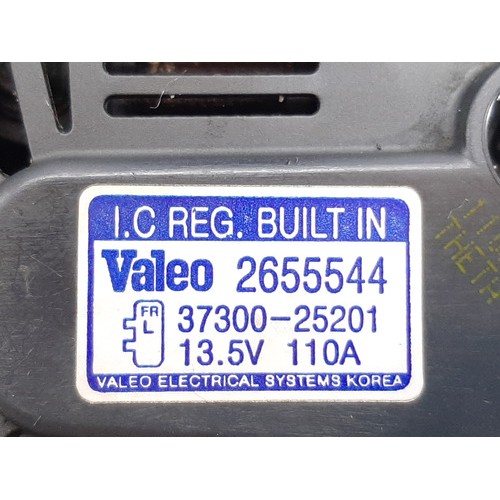 I.C REG. BUILT IN
Valeo 2655544
FR
L
37300-25201
13.5V 110A
VALEO ELECTRICAL SYSTEMS KOREA